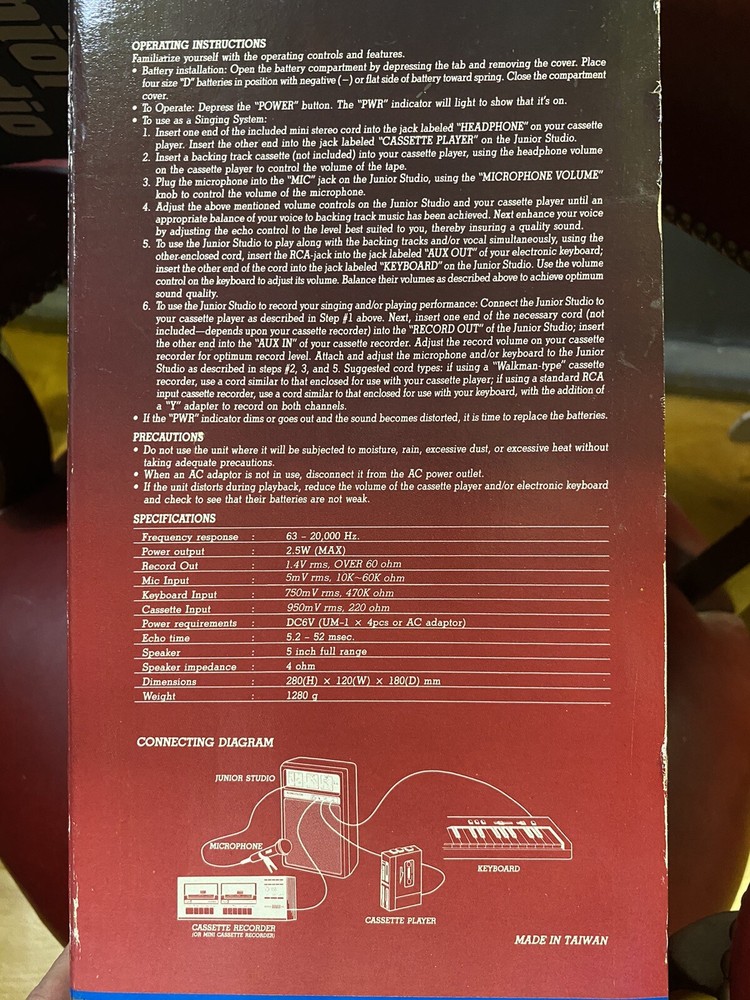 OPERATING INSTRUCTIONS
Familiarize yourself with the operating controls and features.
• Battery installation: Open the battery compartment by depressing the tab and removing the cover. Place
four size "D" batteries in position with negative (−) or flat side of battery toward spring. Close the compartment
cover.
• To Operate: Depress the "POWER" button. The "PWR" indicator will light to show that it's on.
• To use as a Singing System:
1. Insert one end of the included mini stereo cord into the jack labeled "HEADPHONE" on your cassette
player. Insert the other end into the jack labeled "CASSETTE PLAYER" on the Junior Studio.
2. Insert a backing track cassette (not included) into your cassette player, using the headphone volume
on the cassette player to control the volume of the tape.
3. Plug the microphone into the "MIC" jack on the Junior Studio, using the "MICROPHONE VOLUME"
knob to control the volume of the microphone.
4. Adjust the above mentioned volume controls on the Junior Studio and your cassette player until an
appropriate balance of your voice to backing track music has been achieved. Next enhance your voice
by adjusting the echo control to the level best suited to you, thereby insuring a quality sound.
5. To use the Junior Studio to play along with the backing tracks and/or vocal simultaneously, using the
other enclosed cord, insert the RCA-jack into the jack labeled "AUX OUT" of your electronic keyboard;
insert the other end of the cord into the jack labeled "KEYBOARD" on the Junior Studio. Use the volume
control on the keyboard to adjust its volume. Balance their volumes as described above to achieve optimum
sound quality.
6. To use the Junior Studio to record your singing and/or playing performance: Connect the Junior Studio to
your cassette player as described in Step #1 above. Next, insert one end of the necessary cord (not
included—depends upon your cassette recorder) into the "RECORD OUT" of the Junior Studio; insert
the other end into the "AUX IN" of your cassette recorder. Adjust the record volume on your cassette
recorder for optimum record level. Attach and adjust the microphone and/or keyboard to the Junior
Studio as described in steps #2, 3, and 5. Suggested cord types: if using a "Walkman-type" cassette
recorder, use a cord similar to that enclosed for use with your cassette player; if using a standard RCA
input cassette recorder, use a cord similar to that enclosed for use with your keyboard, with the addition of
a "Y" adapter to record on both channels.
• If the "PWR" indicator dims or goes out and the sound becomes distorted, it is time to replace the batteries.
PRECAUTIONS
• Do not use the unit where it will be subjected to moisture, rain, excessive dust, or excessive heat without
taking adequate precautions.
• When an AC adaptor is not in use, disconnect it from the AC power outlet.
• If the unit distorts during playback, reduce the volume of the cassette player and/or electronic keyboard
and check to see that their batteries are not weak.
SPECIFICATIONS
Frequency response : 63 – 20,000 Hz.
Power output : 2.5W (MAX)
Record Out : 1.4V rms, OVER 60 ohm
Mic Input : 5mV rms, 10K~60K ohm
Keyboard Input : 750mV rms, 470K ohm
Cassette Input : 950mV rms, 220 ohm
Power requirements : DC6V (UM-1 × 4pcs or AC adaptor)
Echo time : 5.2 – 52 msec.
Speaker : 5 inch full range
Speaker impedance : 4 ohm
Dimensions : 280(H) × 120(W) × 180(D) mm
Weight : 1280 g
CONNECTING DIAGRAM
JUNIOR STUDIO
MICROPHONE
KEYBOARD
CASSETTE PLAYER
CASSETTE RECORDER
(OR MINI CASSETTE RECORDER)
MADE IN TAIWAN